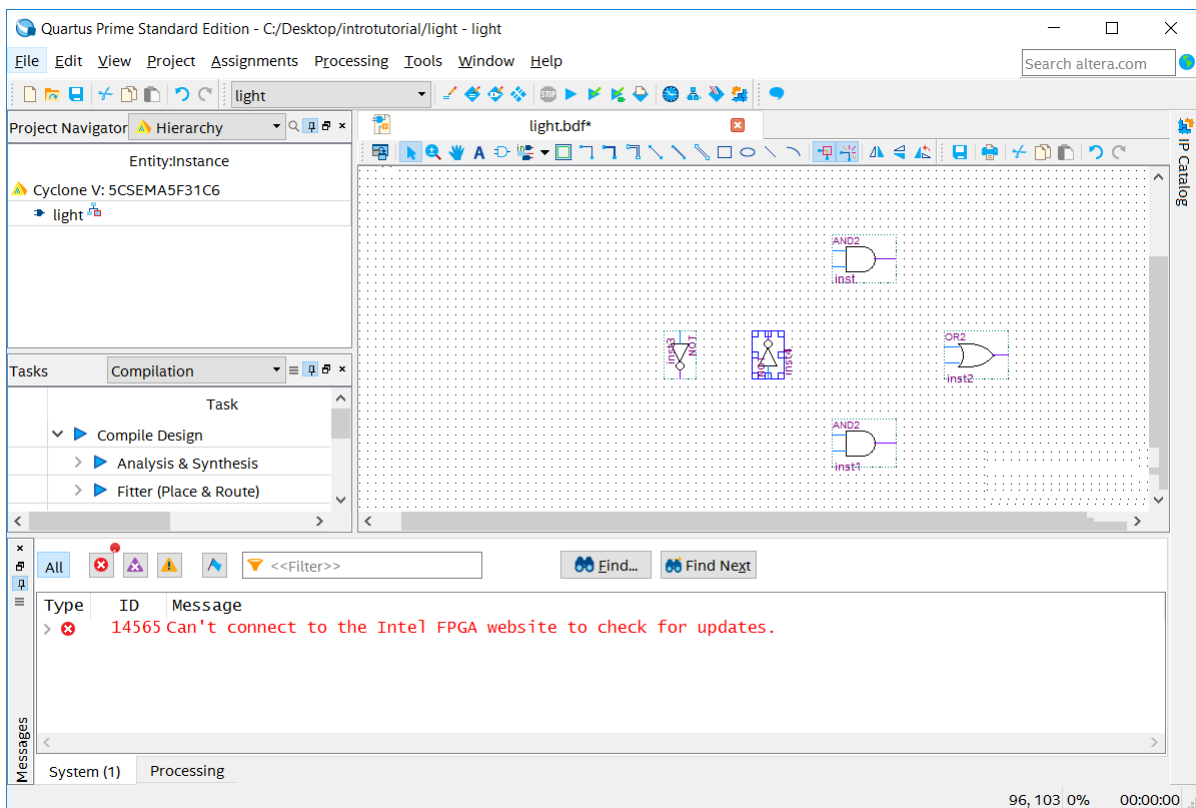 Quartus Prime Standard Edition - C:/Desktop/introtutorial/light - light
File Edit View Project Assignments Processing Tools Window Help
Search altera.com
light
Project Navigator Hierarchy
light.bdf*
Entity:Instance
Cyclone V: 5CSEMA5F31C6
light
IP Catalog
AND2
inst
inst3
NOT
NOT
inst4
OR2
inst2
AND2
inst1
Tasks Compilation
Task
Compile Design
Analysis & Synthesis
Fitter (Place & Route)
All <<Filter>> Find... Find Next
Type ID Message
14565 Can't connect to the Intel FPGA website to check for updates.
Messages
System (1) Processing
96, 103 0% 00:00:00